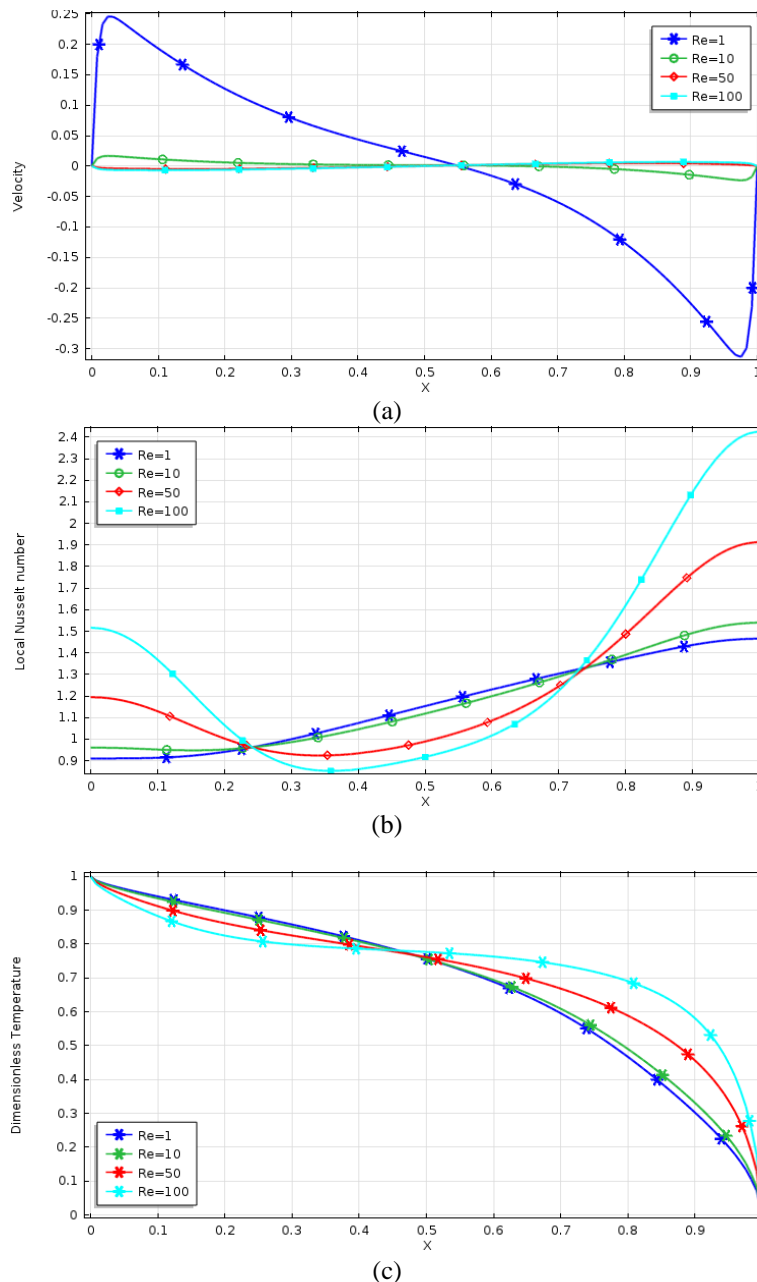 0.25
0.2
0.15
0.1
0.05
0
-0.05
-0.1
-0.15
-0.2
-0.25
-0.3
Velocity
Re=1
Re=10
Re=50
Re=100
0 0.1 0.2 0.3 0.4 0.5 0.6 0.7 0.8 0.9 1
X
(a)
2.4
2.3
2.2
2.1
2
1.9
1.8
1.7
1.6
1.5
1.4
1.3
1.2
1.1
1
0.9
Local Nusselt number
Re=1
Re=10
Re=50
Re=100
0 0.1 0.2 0.3 0.4 0.5 0.6 0.7 0.8 0.9 1
X
(b)
1
0.9
0.8
0.7
0.6
0.5
0.4
0.3
0.2
0.1
0
Dimensionless Temperature
Re=1
Re=10
Re=50
Re=100
0 0.1 0.2 0.3 0.4 0.5 0.6 0.7 0.8 0.9
X
(c)